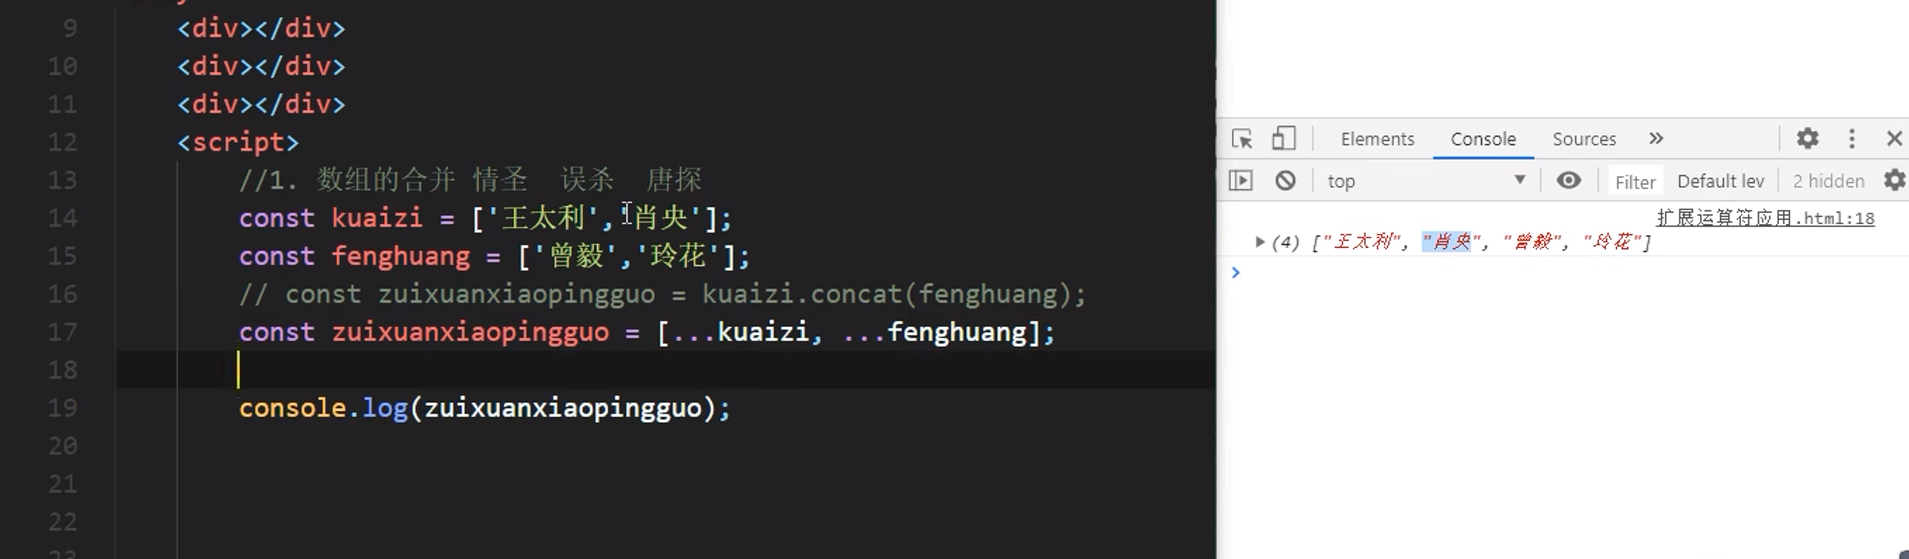 9 <div></div>
10 <div></div>
11 <div></div>
12 <script>
13 //1. 数组的合并 情圣  误杀  唐探
14 const kuaizi = ['王太利','肖央'];
15 const fenghuang = ['曾毅','玲花'];
16 // const zuixuanxiaopingguo = kuaizi.concat(fenghuang);
17 const zuixuanxiaopingguo = [...kuaizi, ...fenghuang];
18
19 console.log(zuixuanxiaopingguo);
20
21
22
Elements Console Sources »
top Filter Default lev 2 hidden
扩展运算符应用.html:18
(4) ["王太利", "肖央", "曾毅", "玲花"]